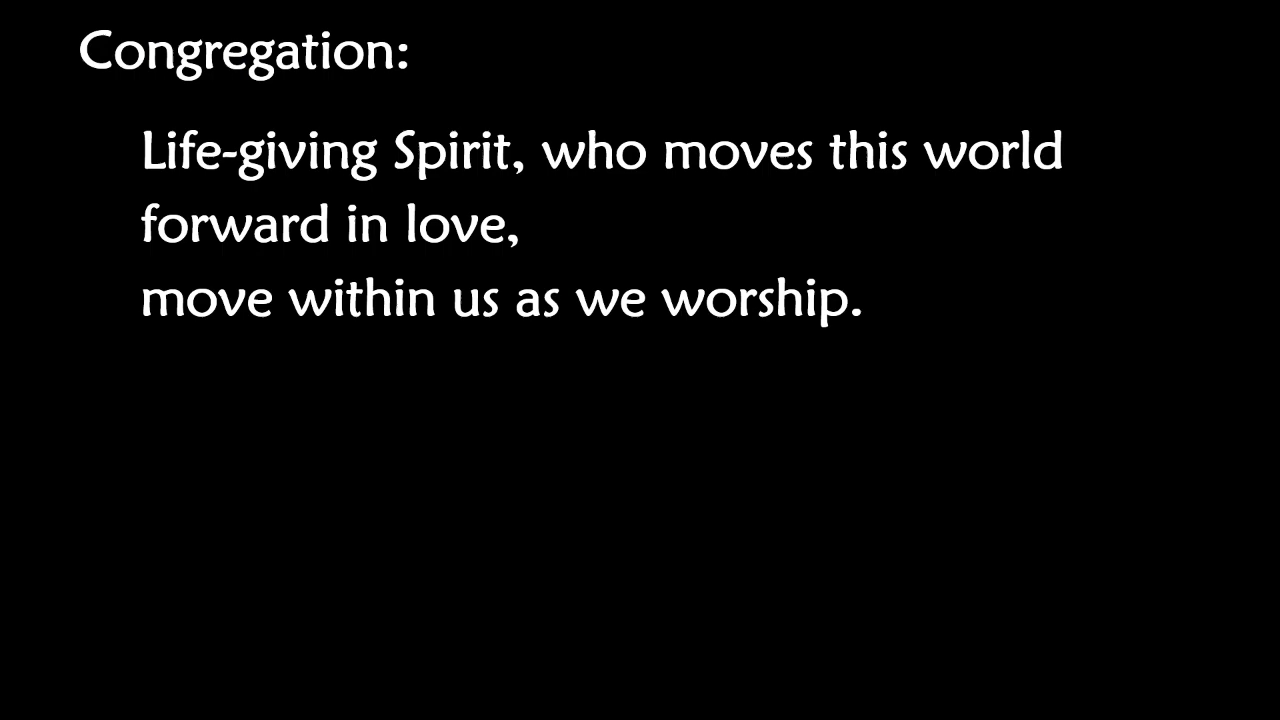 Congregation:
Life-giving Spirit, who moves this world
forward in love,
move within us as we worship.